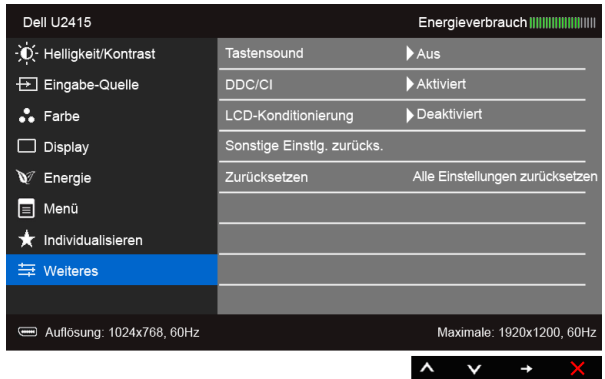 Dell U2415 Energieverbrauch
Helligkeit/Kontrast Tastensound Aus
Eingabe-Quelle DDC/CI Aktiviert
Farbe LCD-Konditionierung Deaktiviert
Display Sonstige Einstlg. zurücks.
Energie Zurücksetzen Alle Einstellungen zurücksetzen
Menü
Individualisieren
Weiteres
Auflösung: 1024x768, 60Hz Maximale: 1920x1200, 60Hz